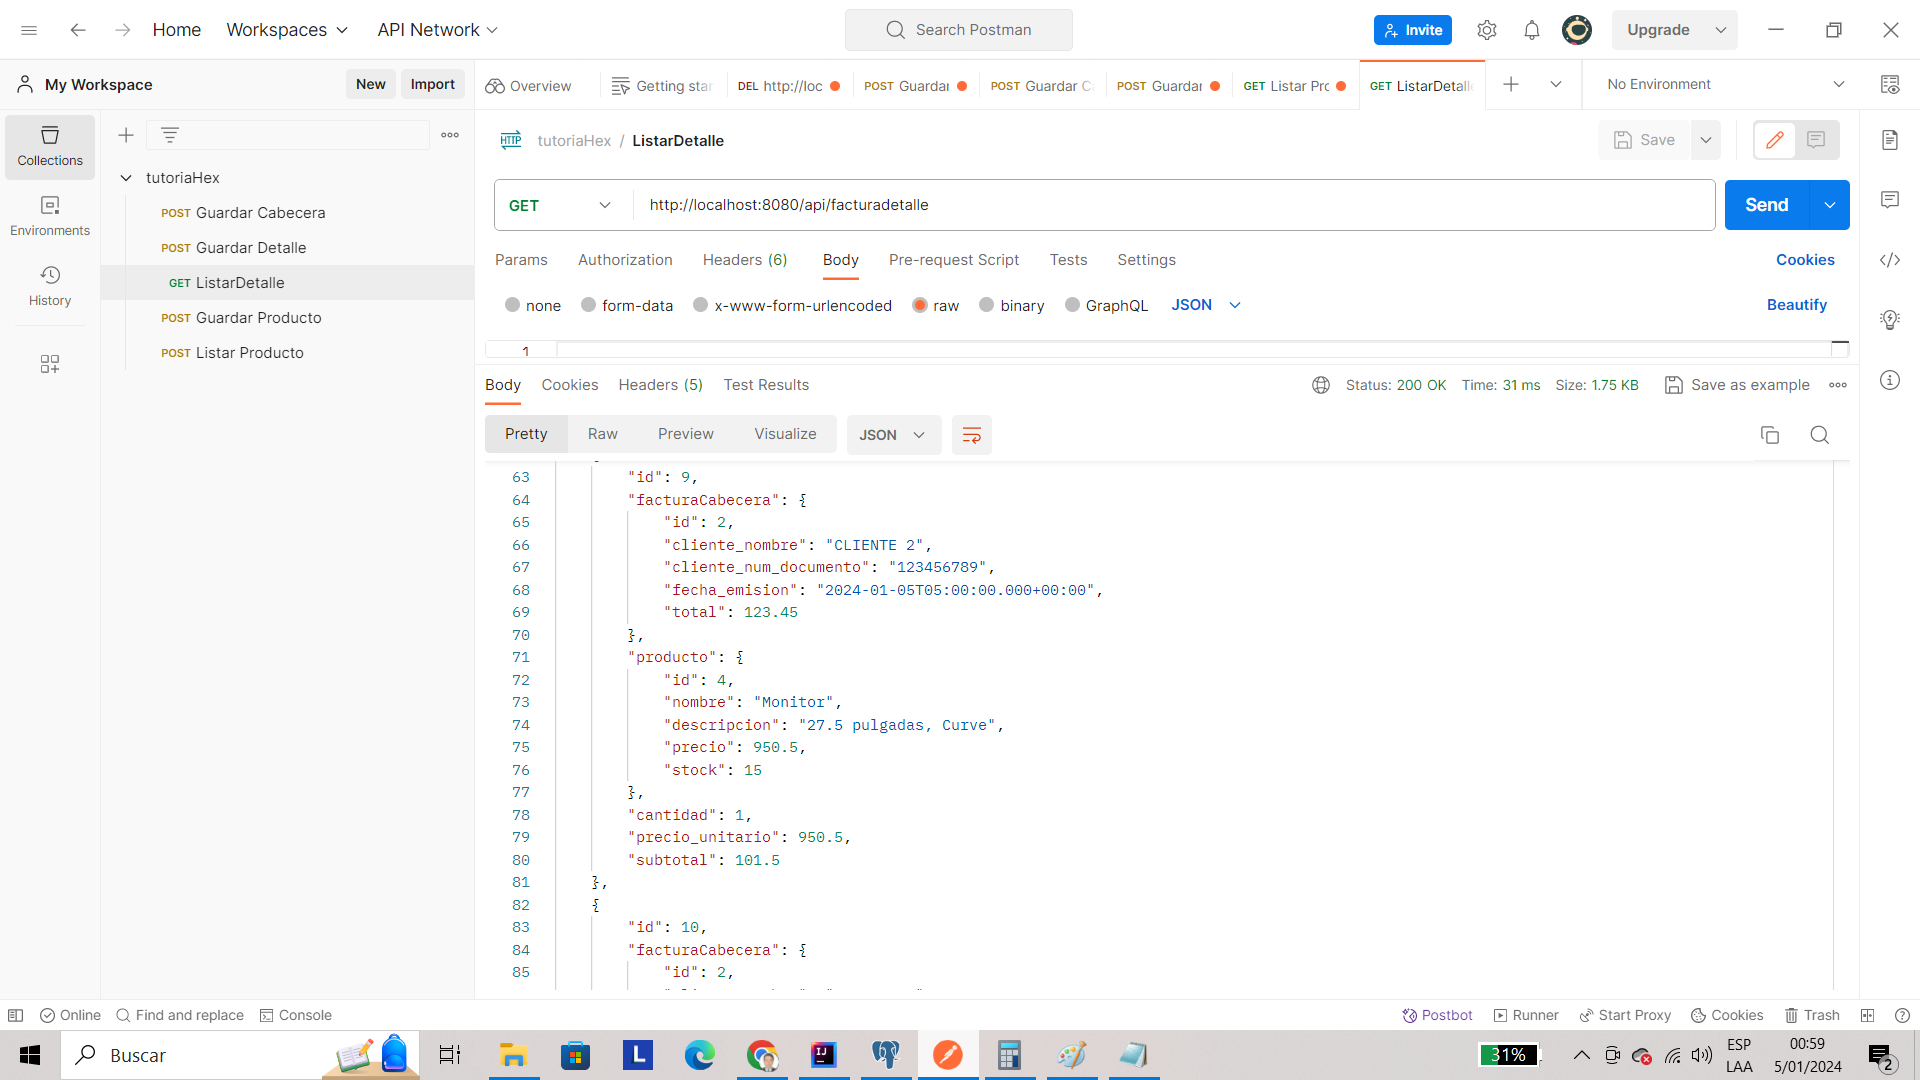 Home
Workspaces
API Network
Search Postman
Invite
Upgrade
My Workspace
New
Import
Overview
Getting star
DEL http://loc
POST Guardar
POST Guardar C
POST Guardar
GET Listar Pro
GET ListarDetalle
No Environment
Collections
Environments
History
tutoriaHex
POST Guardar Cabecera
POST Guardar Detalle
GET ListarDetalle
POST Guardar Producto
POST Listar Producto
HTTP tutoriaHex / ListarDetalle
Save
GET http://localhost:8080/api/facturadetalle
Send
Params Authorization Headers (6) Body Pre-request Script Tests Settings
Cookies
none form-data x-www-form-urlencoded raw binary GraphQL JSON
Beautify
1
Body Cookies Headers (5) Test Results
Status: 200 OK Time: 31 ms Size: 1.75 KB
Save as example
Pretty Raw Preview Visualize JSON
63 "id": 9,
64 "facturaCabecera": {
65 "id": 2,
66 "cliente_nombre": "CLIENTE 2",
67 "cliente_num_documento": "123456789",
68 "fecha_emision": "2024-01-05T05:00:00.000+00:00",
69 "total": 123.45
70 },
71 "producto": {
72 "id": 4,
73 "nombre": "Monitor",
74 "descripcion": "27.5 pulgadas, Curve",
75 "precio": 950.5,
76 "stock": 15
77 },
78 "cantidad": 1,
79 "precio_unitario": 950.5,
80 "subtotal": 101.5
81 },
82 {
83 "id": 10,
84 "facturaCabecera": {
85 "id": 2,
Online
Find and replace
Console
Postbot
Runner
Start Proxy
Cookies
Trash
Buscar
L
IJ
31%
ESP
LAA
00:59
5/01/2024
2